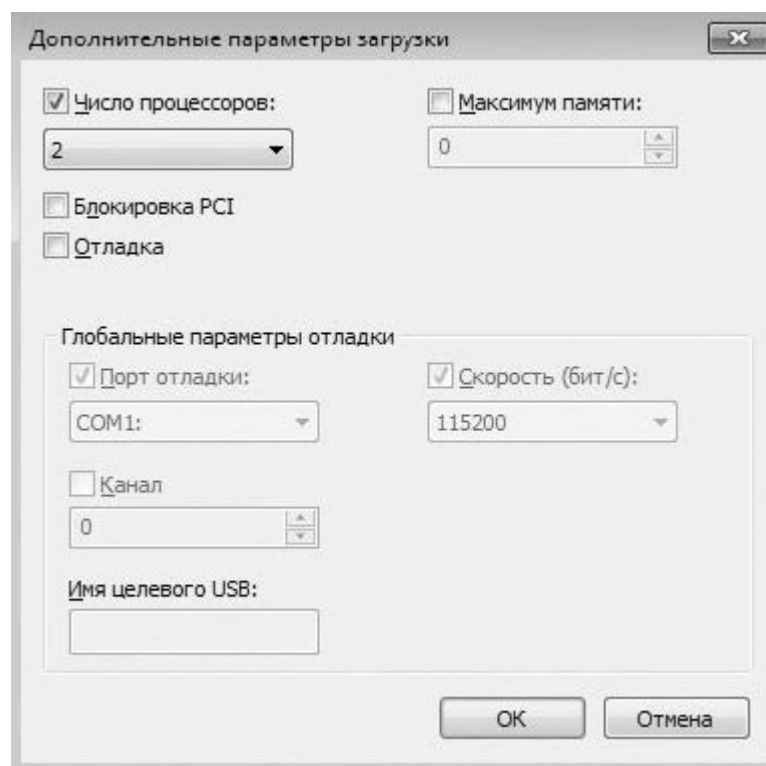 Дополнительные параметры загрузки
Число процессоров: Максимум памяти:
2 0
Блокировка PCI
Отладка
Глобальные параметры отладки
Порт отладки: Скорость (бит/с):
COM1: 115200
Канал
0
Имя целевого USB:
OK Отмена